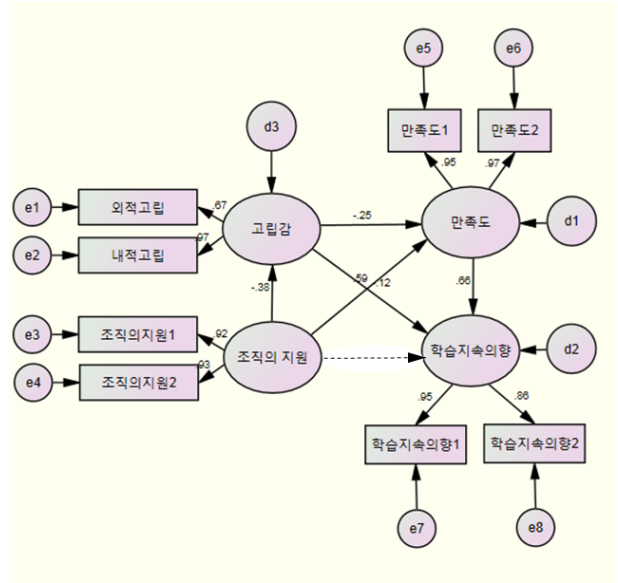 e5
e6
만족도1
만족도2
d3
.95
.97
e1
외적고립
.67
고립감
-.25
만족도
d1
e2
내적고립
.97
-.38
.59
.12
.66
e3
조직의지원1
.92
조직의 지원
학습지속의향
d2
e4
조직의지원2
.93
.95
.86
학습지속의향1
학습지속의향2
e7
e8